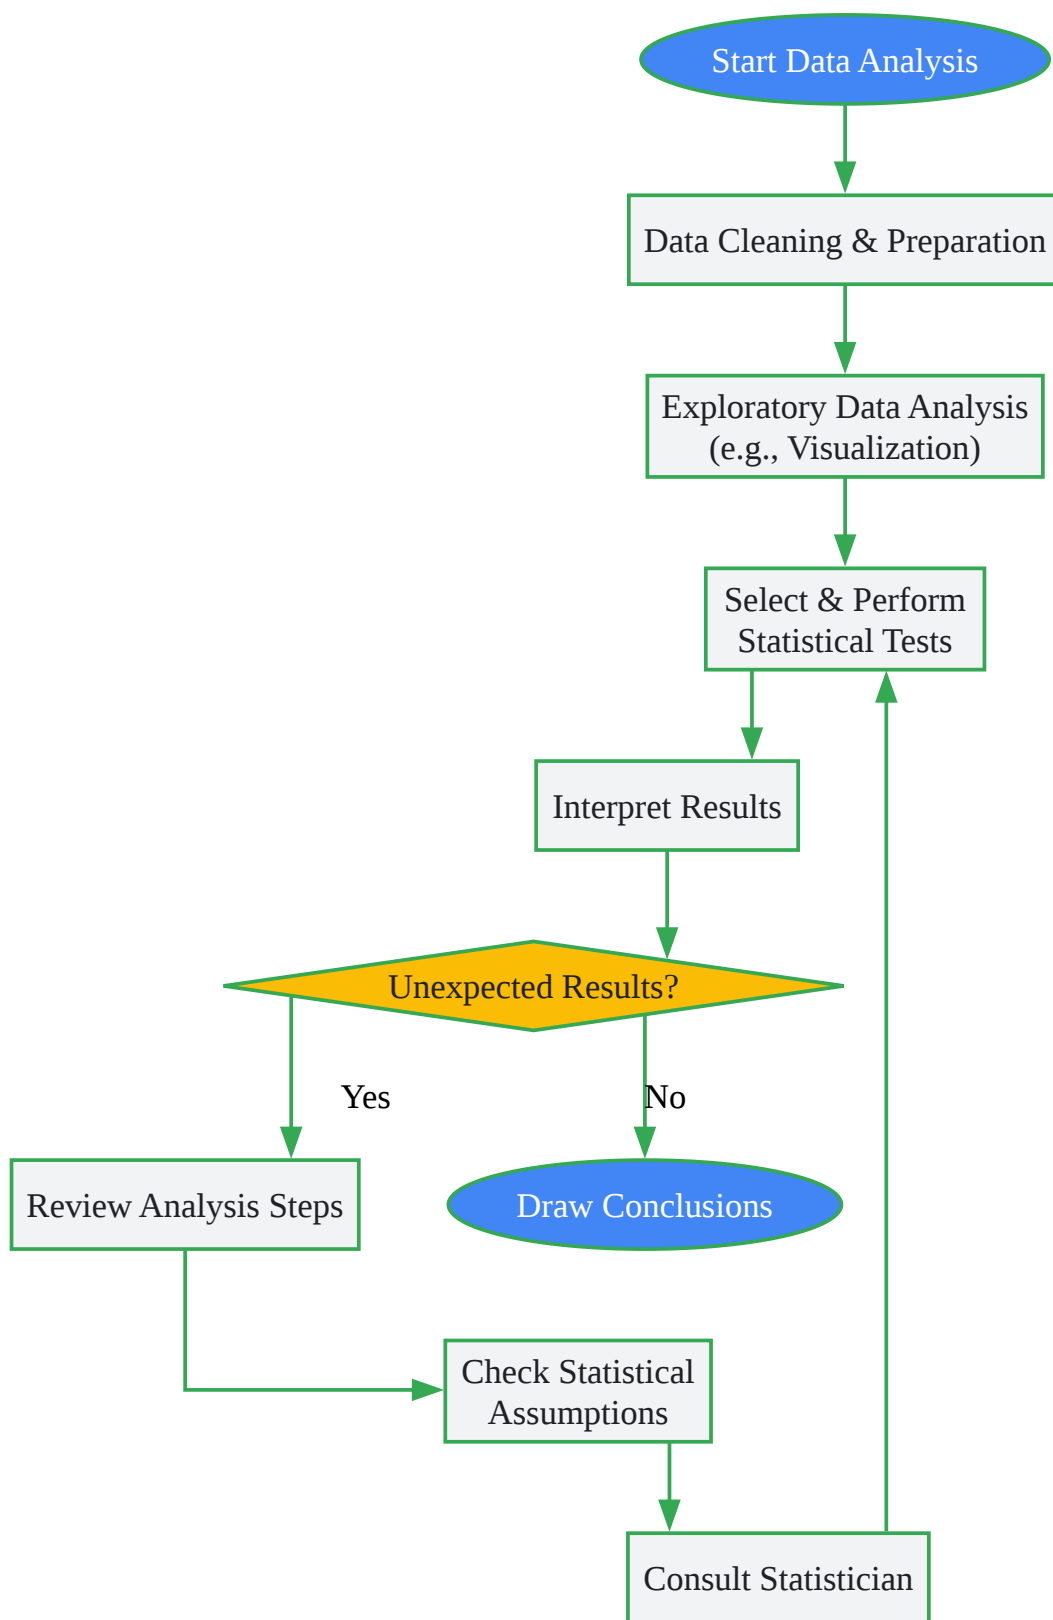 Start Data Analysis
Data Cleaning & Preparation
Exploratory Data Analysis
(e.g., Visualization)
Select & Perform
Statistical Tests
Interpret Results
Unexpected Results?
Yes
No
Review Analysis Steps
Draw Conclusions
Check Statistical
Assumptions
Consult Statistician